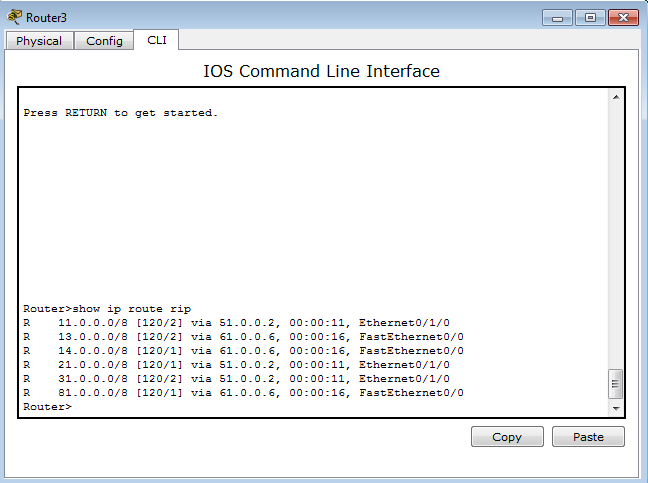 Router3
Physical Config CLI
IOS Command Line Interface
Press RETURN to get started.
Router>show ip route rip
R    11.0.0.0/8 [120/2] via 51.0.0.2, 00:00:11, Ethernet0/1/0
R    13.0.0.0/8 [120/2] via 61.0.0.6, 00:00:16, FastEthernet0/0
R    14.0.0.0/8 [120/1] via 61.0.0.6, 00:00:16, FastEthernet0/0
R    21.0.0.0/8 [120/1] via 51.0.0.2, 00:00:11, Ethernet0/1/0
R    31.0.0.0/8 [120/2] via 51.0.0.2, 00:00:11, Ethernet0/1/0
R    81.0.0.0/8 [120/1] via 61.0.0.6, 00:00:16, FastEthernet0/0
Router>
Copy Paste